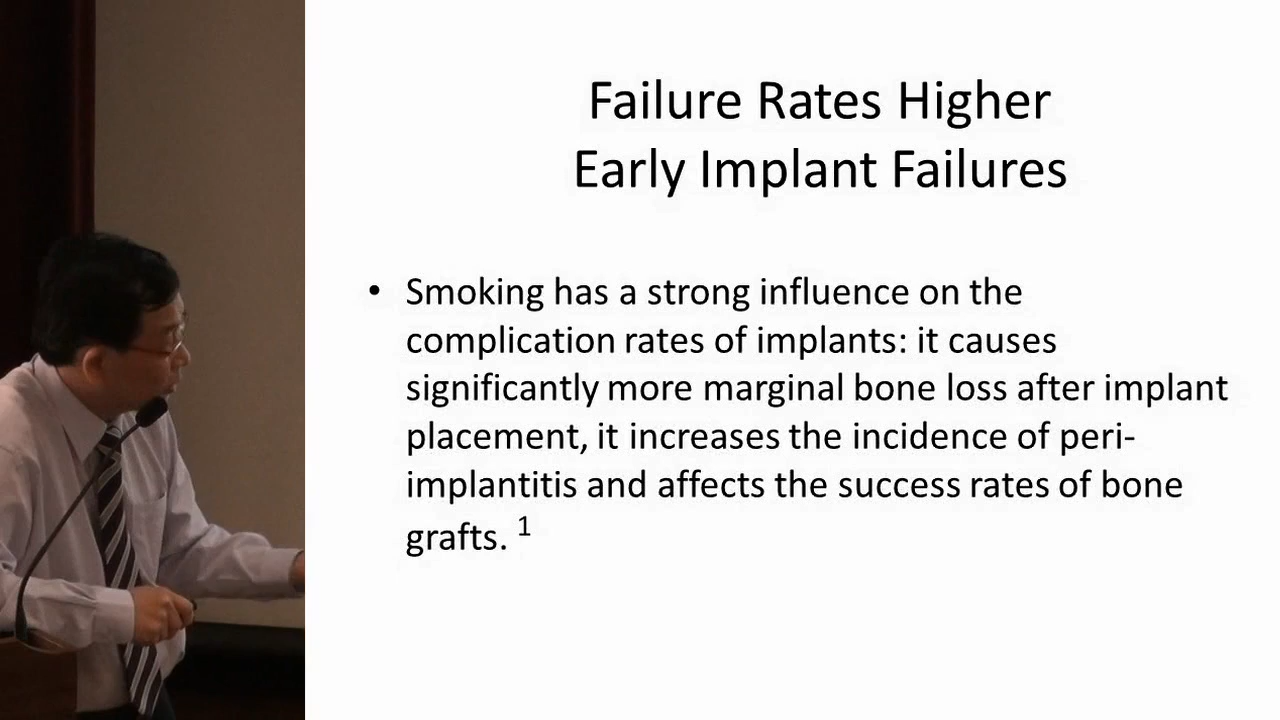 Failure Rates Higher
Early Implant Failures
• Smoking has a strong influence on the
complication rates of implants: it causes
significantly more marginal bone loss after implant
placement, it increases the incidence of peri-
implantitis and affects the success rates of bone
grafts. 1